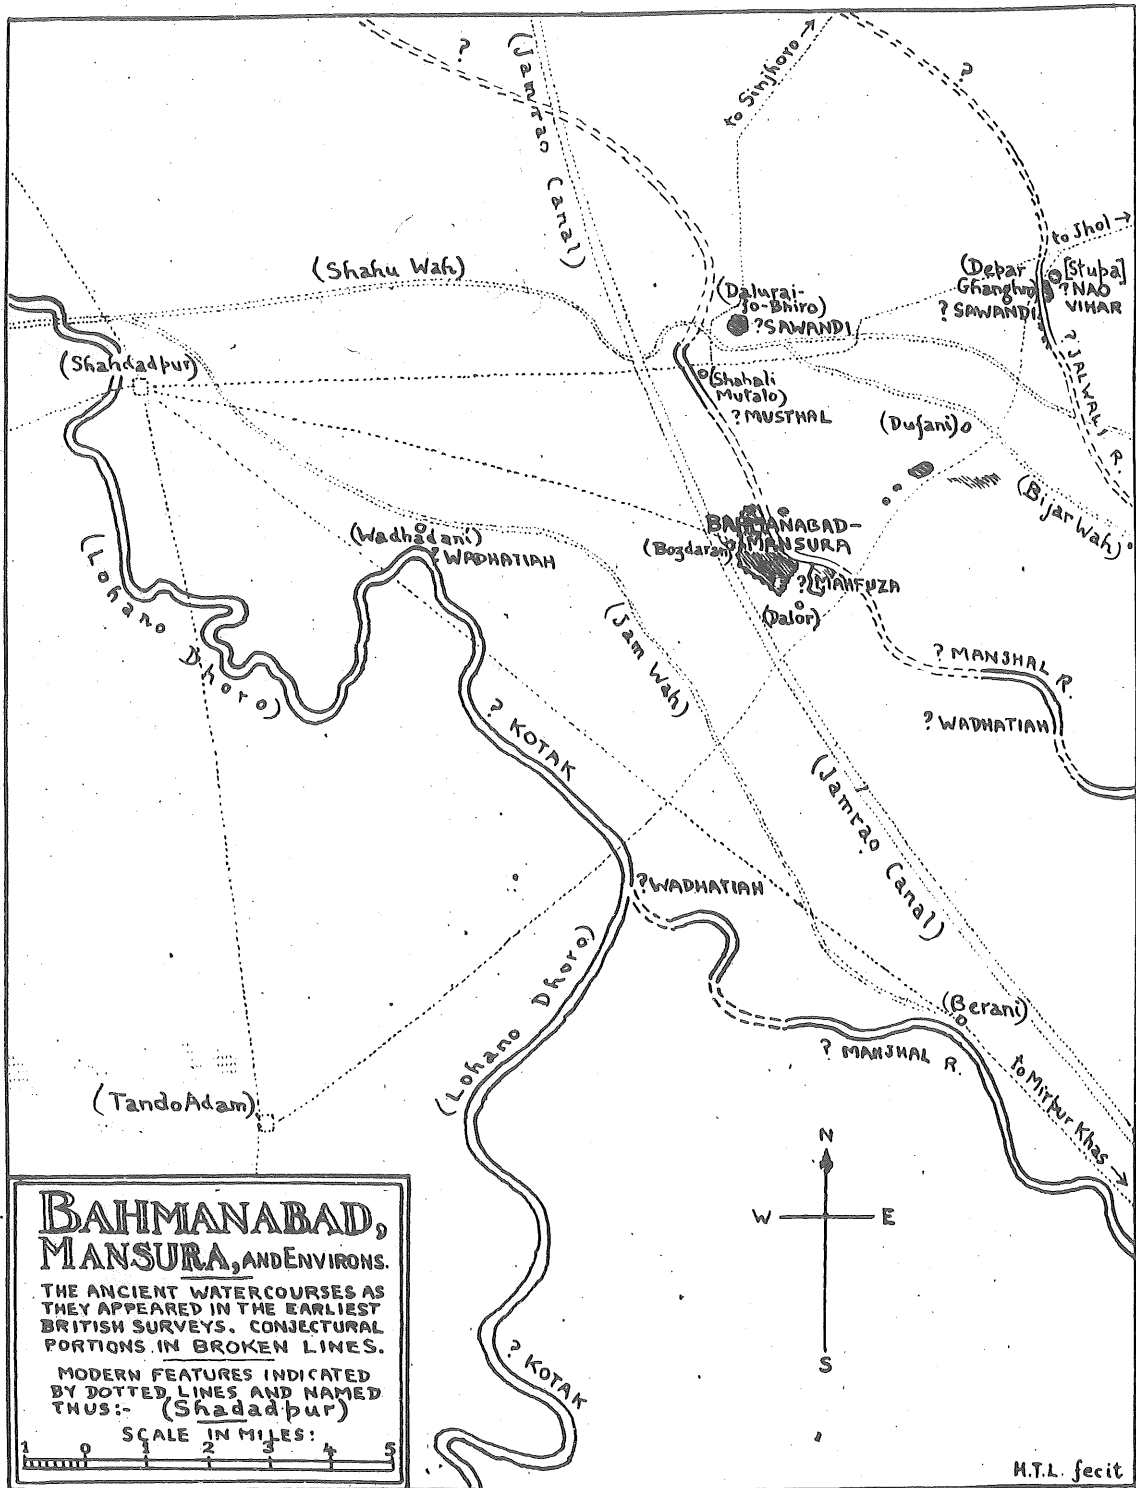 ?
(Jamrao Canal)
to Sinjhoro
?
to Jhol
(Shahu Wah)
(Depar
Ghanghro)
? SAWANDI
[Stupa]
? NAO
VIHAR
(Dalurai-
jo-Bhiro)
? SAWANDI
? JALWALI R.
(Shahdadpur)
(Shahali
Mutalo)
? MUSTHAL
(Dufani)
(Bijar Wah)
(Wadhadani)
? WADHATIAH
BAHMANABAD-
MANSURA
(Bozdaran)
? MAHFUZA
(Dalor)
(Lohano Dhoro)
(Jam Wah)
? MANSHAL R.
? WADHATIAH
? KOTAK
(Jamrao Canal)
? WADHATIAH
(Lohano Dhoro)
(Berani)
? MANSHAL R.
to Mirpur Khas
(Tando Adam)
N
W E
S
BAHMANABAD,
MANSURA, AND ENVIRONS.
THE ANCIENT WATERCOURSES AS
THEY APPEARED IN THE EARLIEST
BRITISH SURVEYS. CONJECTURAL
PORTIONS IN BROKEN LINES.
MODERN FEATURES INDICATED
BY DOTTED LINES AND NAMED
THUS:- (Shadadpur)
SCALE IN MILES:
1 0 1 2 3 4 5
? KOTAK
H.T.L. fecit